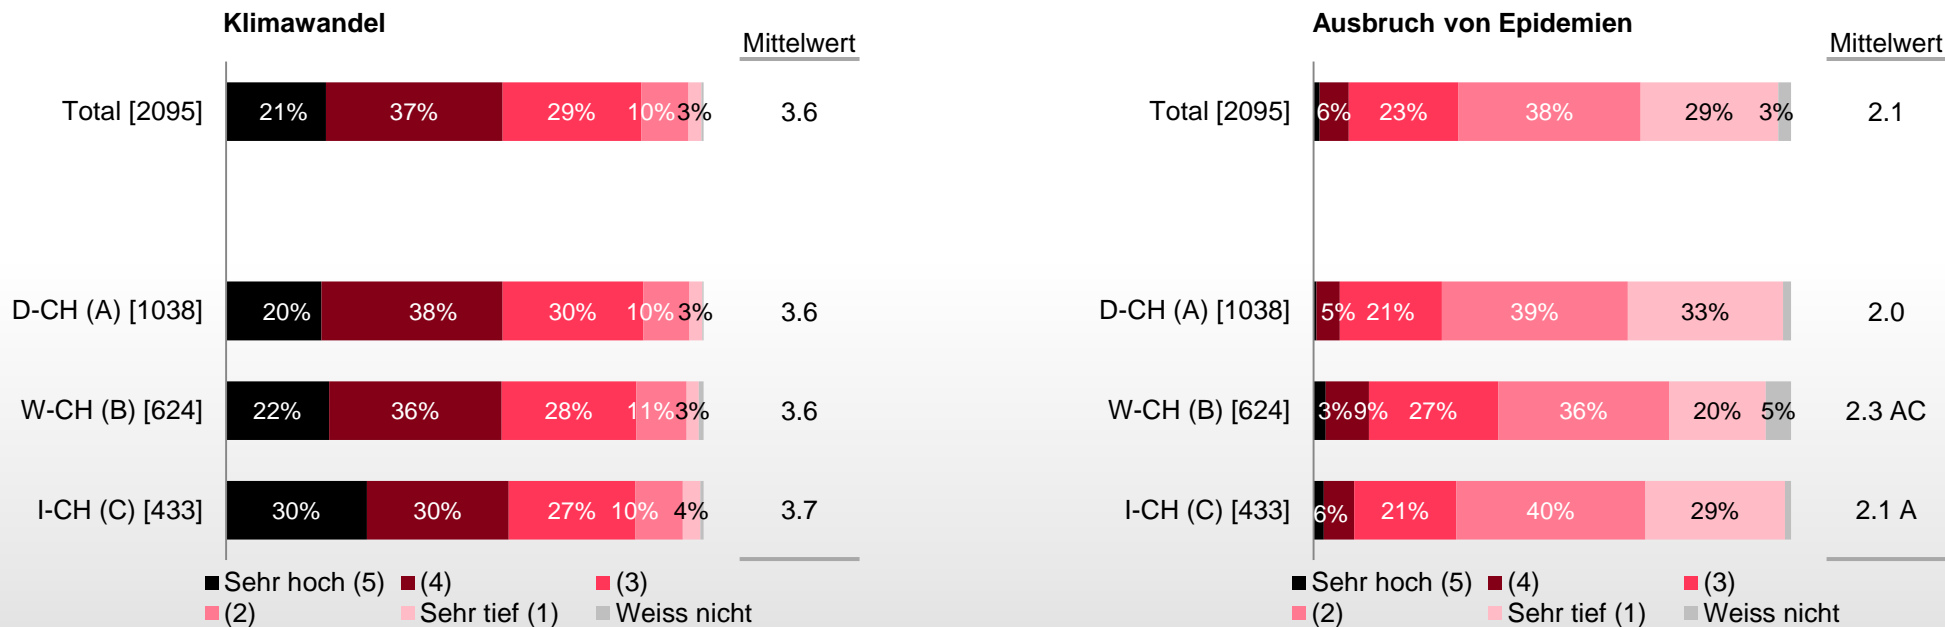 Klimawandel
Mittelwert
Total [2095] 21% 37% 29% 10% 3% 3.6
D-CH (A) [1038] 20% 38% 30% 10% 3% 3.6
W-CH (B) [624] 22% 36% 28% 11% 3% 3.6
I-CH (C) [433] 30% 30% 27% 10% 4% 3.7
Sehr hoch (5) (4) (3)
(2) Sehr tief (1) Weiss nicht
Ausbruch von Epidemien
Mittelwert
Total [2095] 6% 23% 38% 29% 3% 2.1
D-CH (A) [1038] 5% 21% 39% 33% 2.0
W-CH (B) [624] 3% 9% 27% 36% 20% 5% 2.3 AC
I-CH (C) [433] 6% 21% 40% 29% 2.1 A
Sehr hoch (5) (4) (3)
(2) Sehr tief (1) Weiss nicht